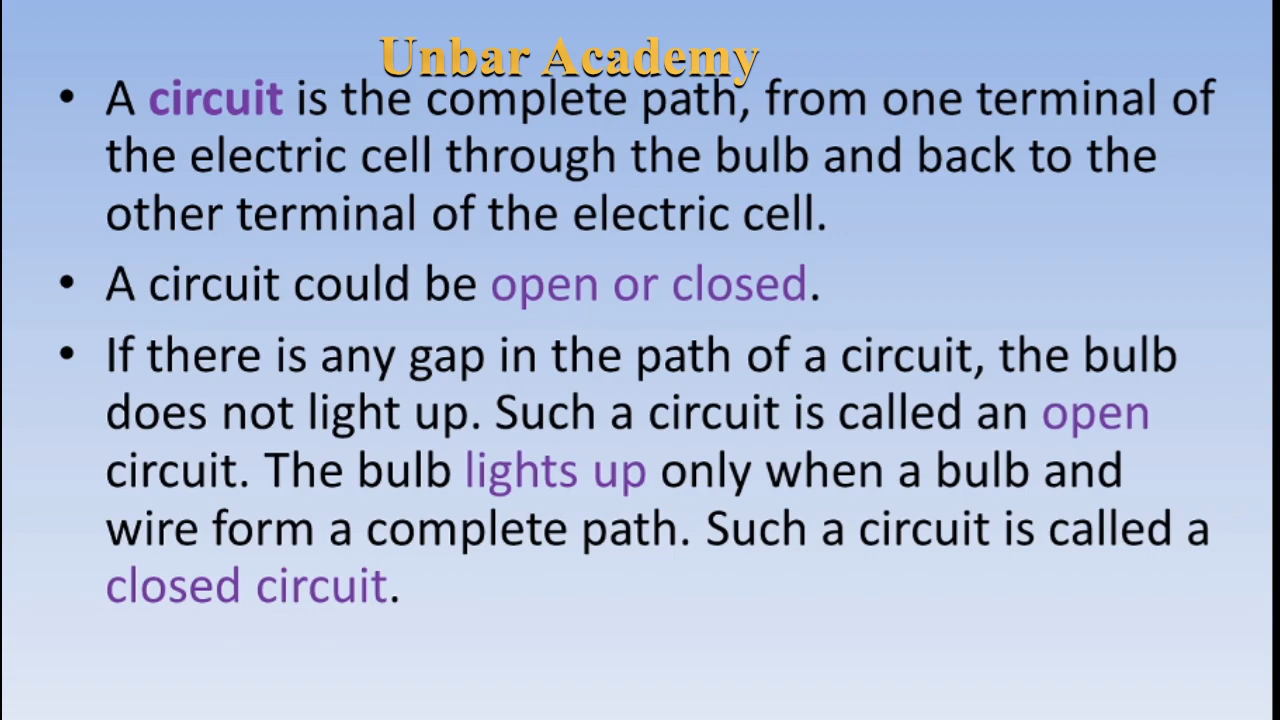 Unbar Academy
• A circuit is the complete path, from one terminal of
the electric cell through the bulb and back to the
other terminal of the electric cell.
• A circuit could be open or closed.
• If there is any gap in the path of a circuit, the bulb
does not light up. Such a circuit is called an open
circuit. The bulb lights up only when a bulb and
wire form a complete path. Such a circuit is called a
closed circuit.